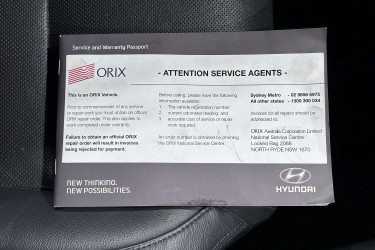 Service and Warranty Passport
ORIX
- ATTENTION SERVICE AGENTS -
This is an ORIX Vehicle.
Prior to commencement of any service
or repair work you must obtain an official
ORIX repair order. This also applies to
work completed under warranty.
Failure to obtain an official ORIX
repair order will result in invoices
being rejected for payment.
Before calling, please have the following
information available:
1. The vehicle registration number;
2. current odometer reading; and
3. accurate cost of service or repair
work required.
An order number is obtained by phoning
the ORIX National Service Centre.
Sydney Metro - 02 9856 6975
All other states - 1300 300 034
Invoices for all repairs should be
addressed to:
ORIX Australia Corporation Limited
National Service Centre
Locked Bag 2068
NORTH RYDE NSW 1670
NEW THINKING.
NEW POSSIBILITIES.
HYUNDAI